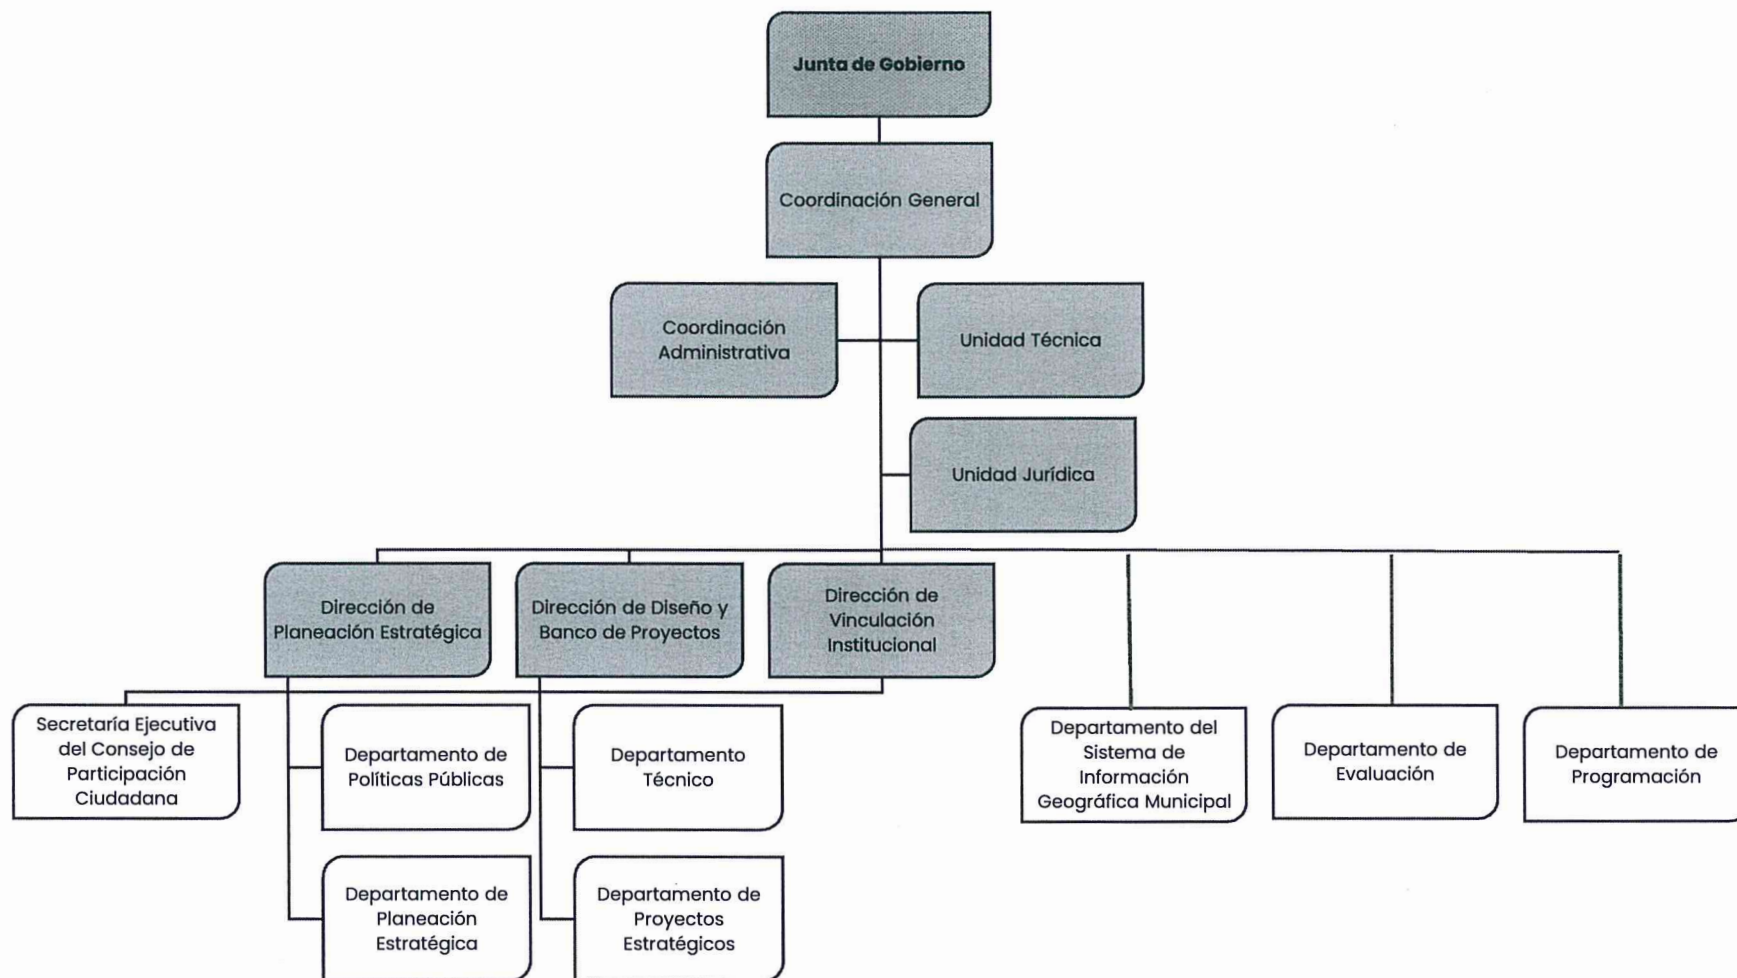 Junta de Gobierno
Coordinación General
Coordinación
Administrativa
Unidad Técnica
Unidad Jurídica
Dirección de
Planeación Estratégica
Dirección de Diseño y
Banco de Proyectos
Dirección de
Vinculación
Institucional
Secretaría Ejecutiva
del Consejo de
Participación
Ciudadana
Departamento de
Políticas Públicas
Departamento
Técnico
Departamento del
Sistema de
Información
Geográfica Municipal
Departamento de
Evaluación
Departamento de
Programación
Departamento de
Planeación
Estratégica
Departamento de
Proyectos
Estratégicos